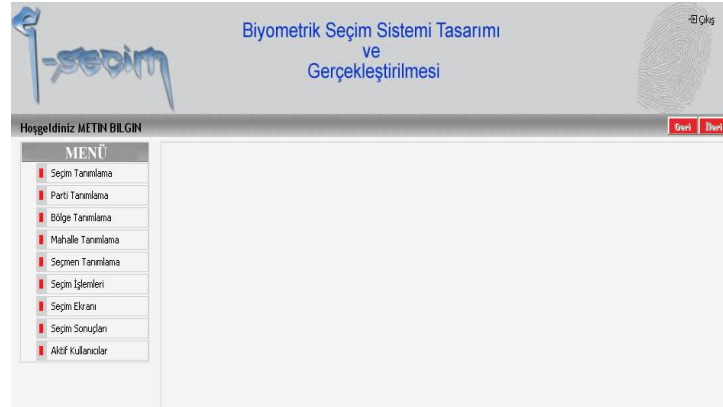 i-seçim
Biyometrik Seçim Sistemi Tasarımı
ve
Gerçekleştirilmesi
Çıkış
Hoşgeldiniz METIN BILGIN
Geri İleri
MENÜ
Seçim Tanımlama
Parti Tanımlama
Bölge Tanımlama
Mahalle Tanımlama
Seçmen Tanımlama
Seçim İşlemleri
Seçim Ekranı
Seçim Sonuçları
Aktif Kullanıcılar